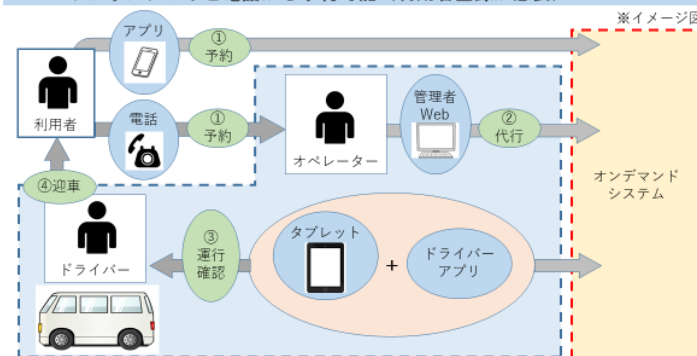 ※イメージ図
アプリ
①
予約
利用者
電話
①
予約
オペレーター
管理者
Web
②
代行
オンデマンド
システム
④迎車
ドライバー
③
運行
確認
タブレット
+
ドライバー
アプリ